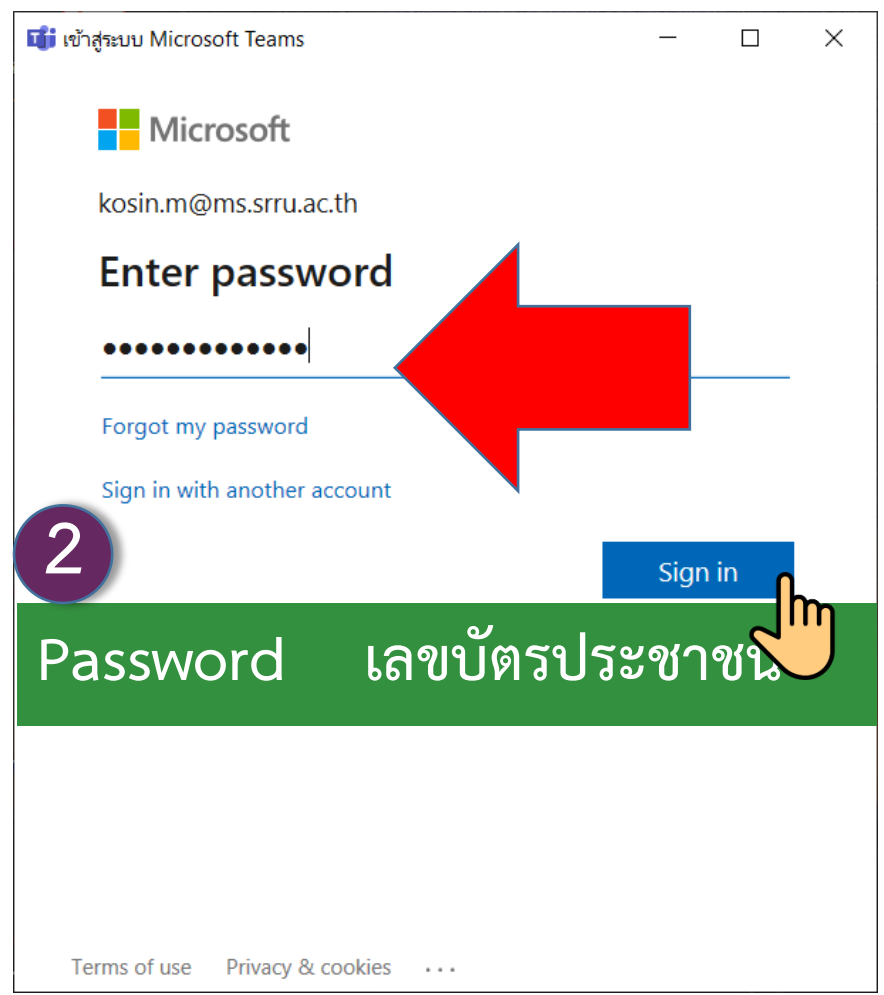 เข้าสู่ระบบ Microsoft Teams
Microsoft
kosin.m@ms.srru.ac.th
Enter password
•••••••••••••
Forgot my password
Sign in with another account
2
Sign in
Password เลขบัตรประชาชน
Terms of use Privacy & cookies ...